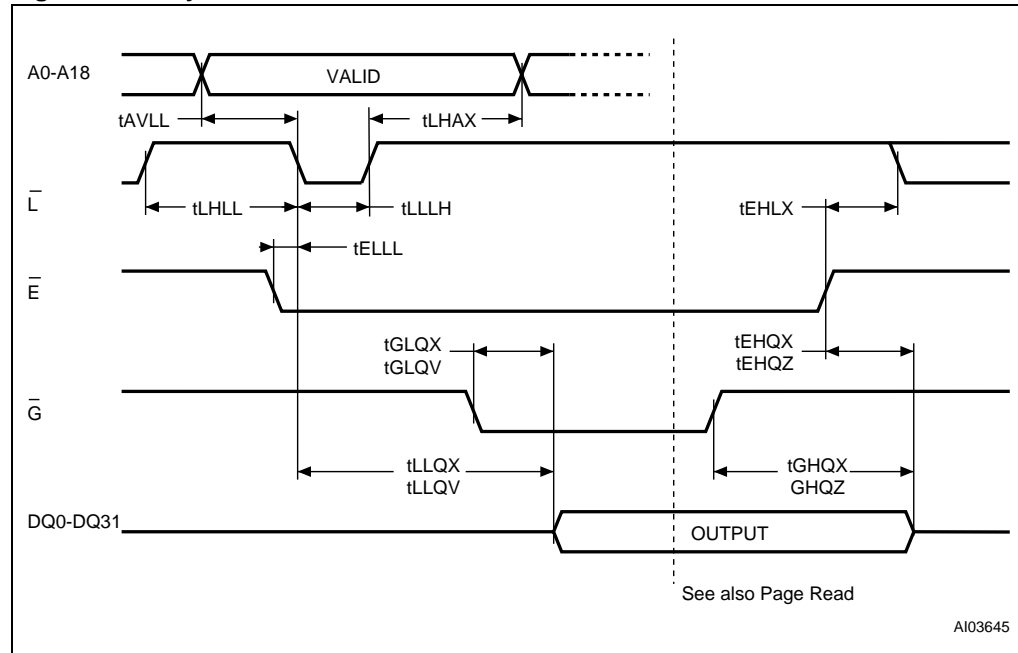 A0-A18
VALID
tAVLL
tLHAX
L̅
tLHLL
tLLLH
tEHLX
tELLL
E̅
tGLQX
tGLQV
tEHQX
tEHQZ
G̅
tLLQX
tLLQV
tGHQX
GHQZ
DQ0-DQ31
OUTPUT
See also Page Read
AI03645